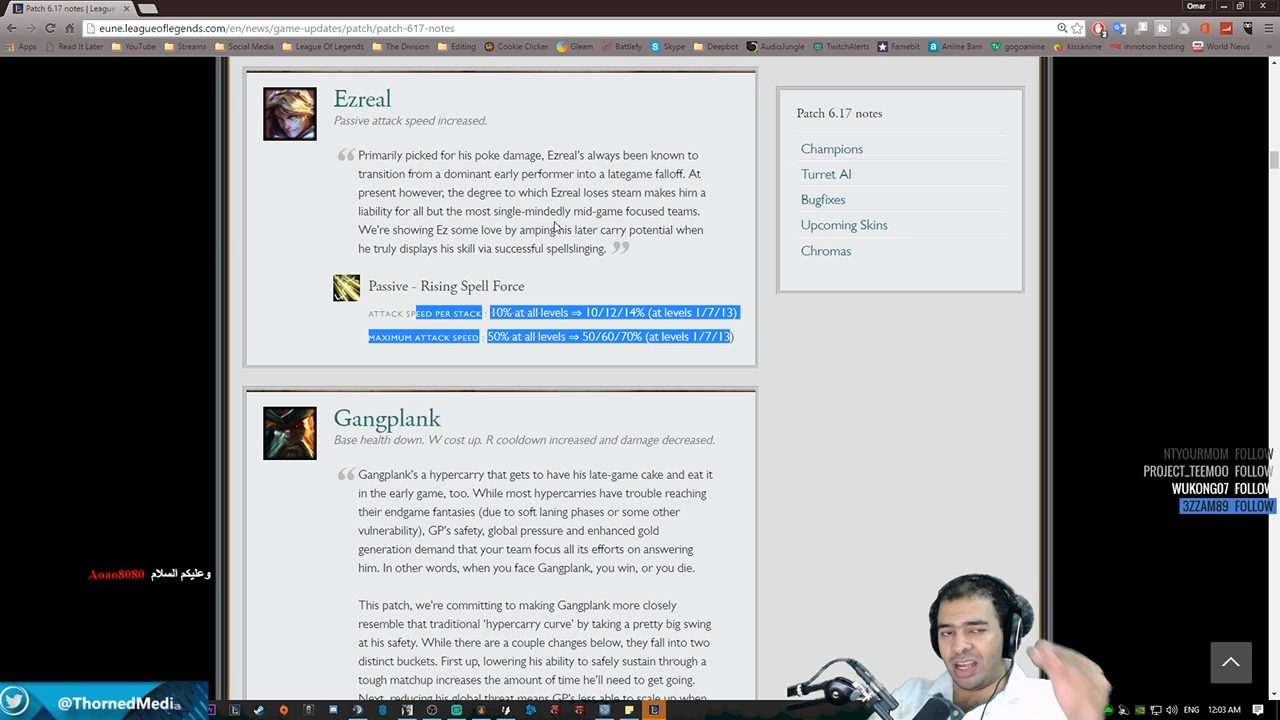 Patch 6.17 notes | League
Omar
eune.leagueoflegends.com/en/news/game-updates/patch/patch-617-notes
Apps Read It Later YouTube Streams Social Media League Of Legends The Division Editing Cookie Clicker Gleam Battlefy Skype Deepbot AudioJungle TwitchAlerts Famebit Anime Bam gogoanime kissanime inmotion hosting World News
Ezreal
Passive attack speed increased.
Primarily picked for his poke damage, Ezreal's always been known to
transition from a dominant early performer into a lategame falloff. At
present however, the degree to which Ezreal loses steam makes him a
liability for all but the most single-mindedly mid-game focused teams.
We're showing Ez some love by amping his later carry potential when
he truly displays his skill via successful spellslinging.
Passive - Rising Spell Force
ATTACK SPEED PER STACK : 10% at all levels ⇒ 10/12/14% (at levels 1/7/13)
MAXIMUM ATTACK SPEED : 50% at all levels ⇒ 50/60/70% (at levels 1/7/13)
Gangplank
Base health down. W cost up. R cooldown increased and damage decreased.
Gangplank's a hypercarry that gets to have his late-game cake and eat it
in the early game, too. While most hypercarries have trouble reaching
their endgame fantasies (due to soft laning phases or some other
vulnerability), GP's safety, global pressure and enhanced gold
generation demand that your team focus all its efforts on answering
him. In other words, when you face Gangplank, you win, or you die.
This patch, we're committing to making Gangplank more closely
resemble that traditional 'hypercarry curve' by taking a pretty big swing
at his safety. While there are a couple changes below, they fall into two
distinct buckets. First up, lowering his ability to safely sustain through a
tough matchup increases the amount of time he'll need to get going.
Next, reducing his global threat means GP's less able to scale up when
Patch 6.17 notes
Champions
Turret AI
Bugfixes
Upcoming Skins
Chromas
NTYOURMOM FOLLOW
PROJECT_TEEMOO FOLLOW
WUKONG07 FOLLOW
3ZZAM89 FOLLOW
Aoao8080 وعليكم السلام
@ThornedMedia
ENG 12:03 AM